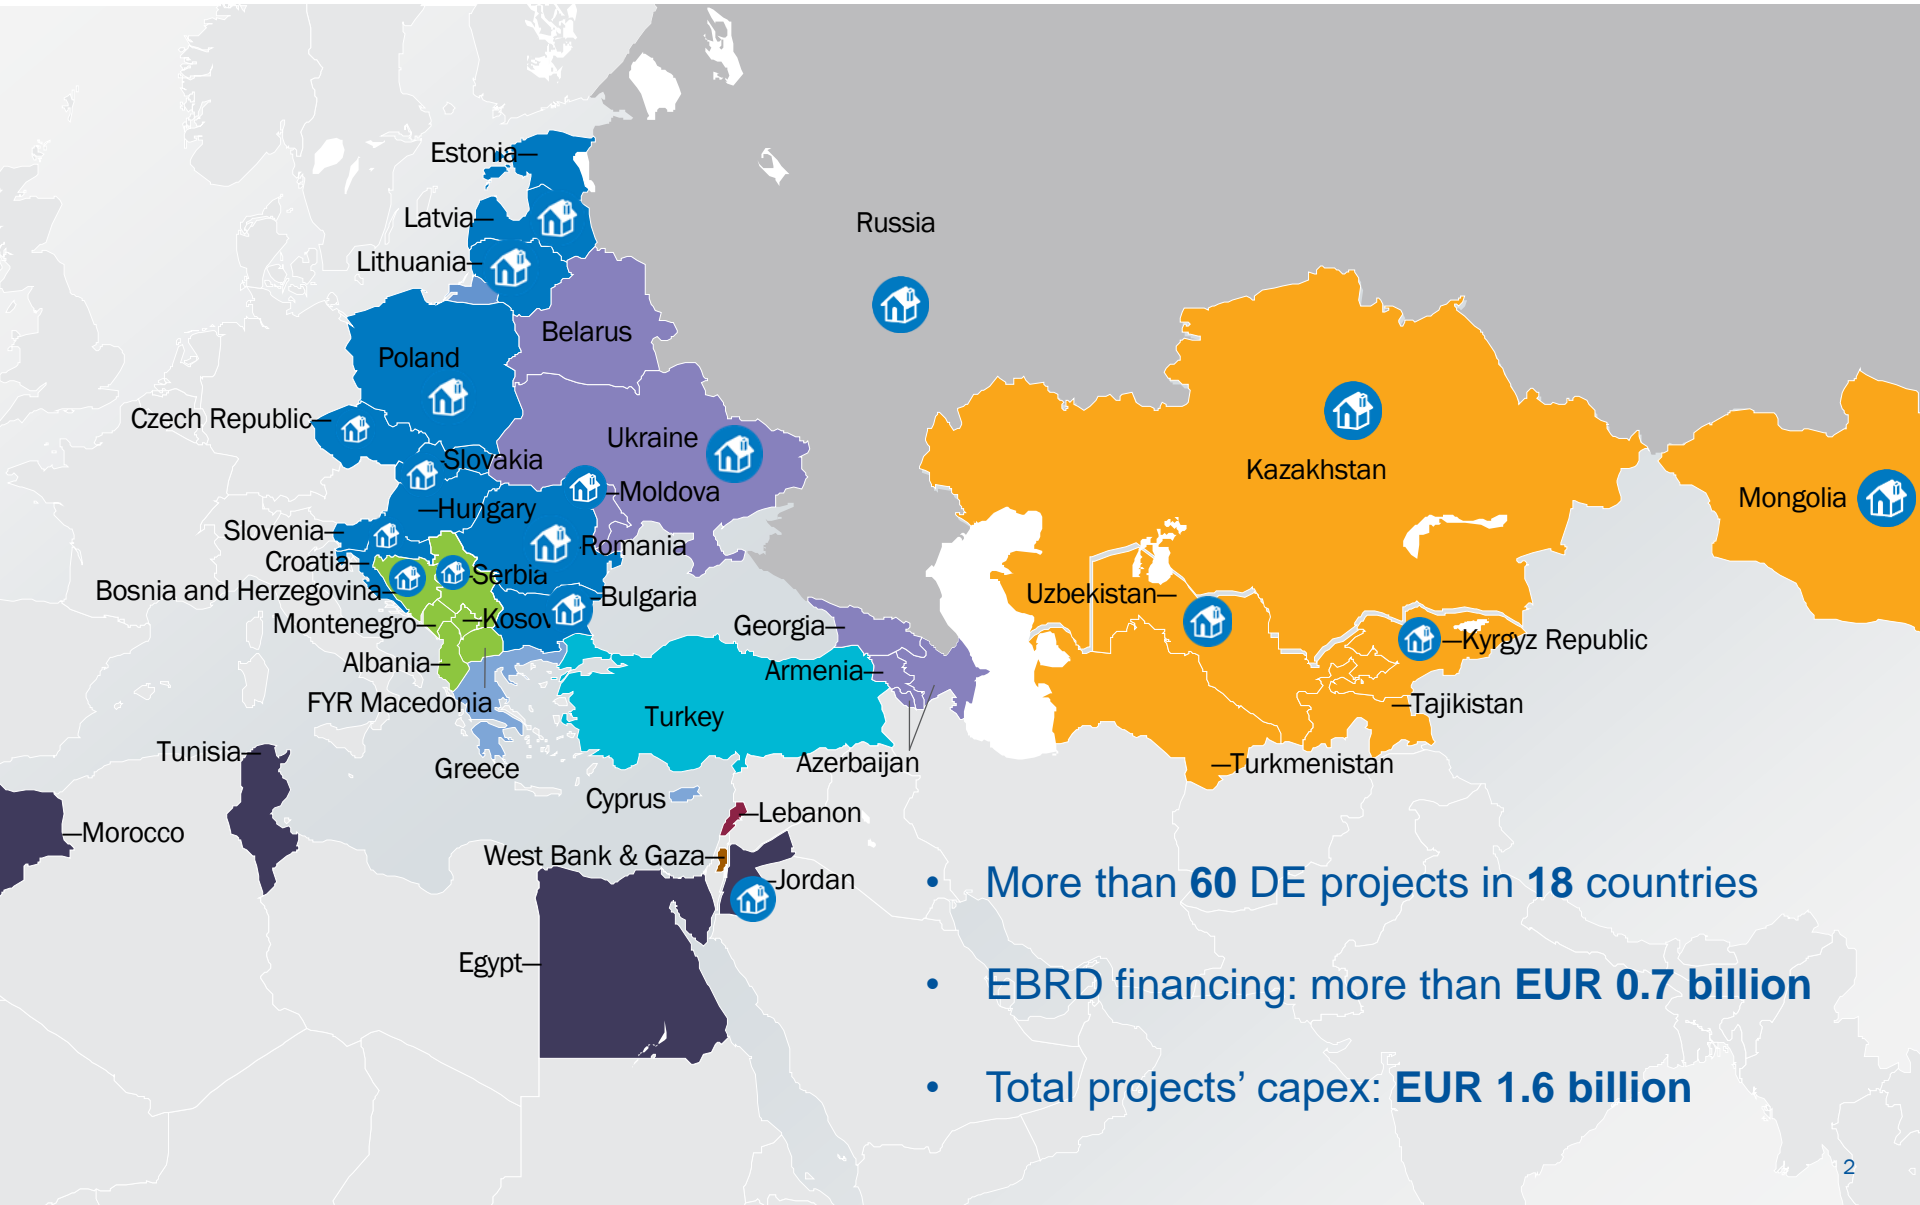 Estonia
Latvia
Russia
Lithuania
Belarus
Poland
Czech Republic
Ukraine
Slovakia
Kazakhstan
Moldova
Mongolia
Hungary
Slovenia
Romania
Croatia
Serbia
Bosnia and Herzegovina
Uzbekistan
Bulgaria
Montenegro
Kosov
Georgia
Kyrgyz Republic
Albania
Armenia
FYR Macedonia
Tajikistan
Turkey
Tunisia
Greece
Azerbaijan
Turkmenistan
Cyprus
Lebanon
Morocco
West Bank & Gaza
Jordan
• More than 60 DE projects in 18 countries
Egypt
• EBRD financing: more than EUR 0.7 billion
• Total projects’ capex: EUR 1.6 billion
2